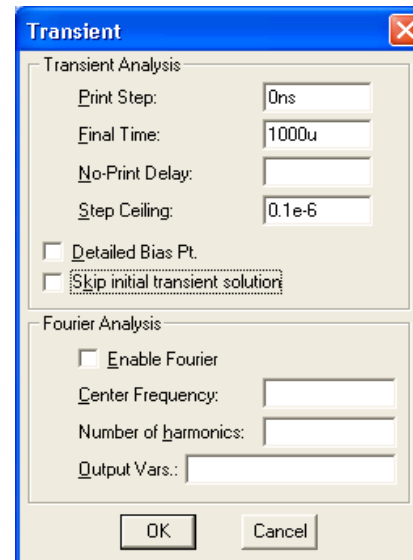 Transient
Transient Analysis
Print Step: 0ns
Final Time: 1000u
No-Print Delay:
Step Ceiling: 0.1e-6
Detailed Bias Pt.
Skip initial transient solution
Fourier Analysis
Enable Fourier
Center Frequency:
Number of harmonics:
Output Vars.:
OK Cancel